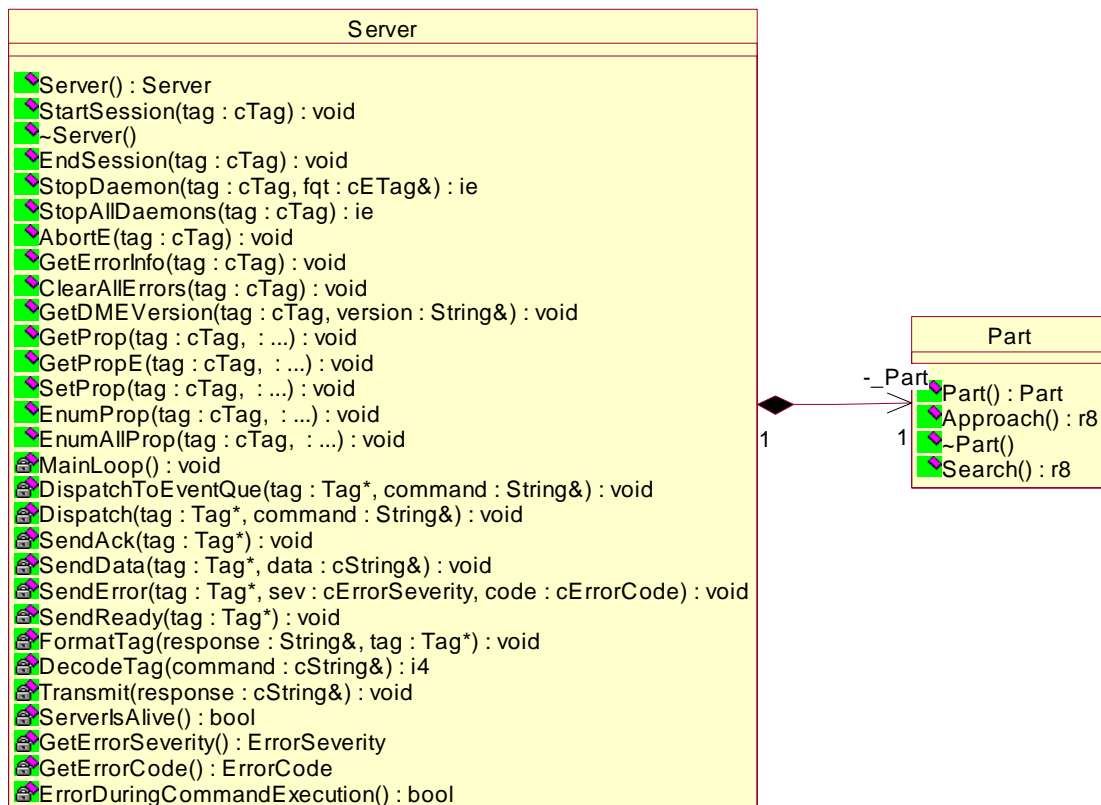 Server
Server() : Server
StartSession(tag : cTag) : void
~Server()
EndSession(tag : cTag) : void
StopDaemon(tag : cTag, fqt : cETag&) : ie
StopAllDaemons(tag : cTag) : ie
AbortE(tag : cTag) : void
GetErrorInfo(tag : cTag) : void
ClearAllErrors(tag : cTag) : void
GetDMEVersion(tag : cTag, version : String&) : void
GetProp(tag : cTag,  : ...) : void
GetPropE(tag : cTag,  : ...) : void
SetProp(tag : cTag,  : ...) : void
EnumProp(tag : cTag,  : ...) : void
EnumAllProp(tag : cTag,  : ...) : void
MainLoop() : void
DispatchToEventQue(tag : Tag*, command : String&) : void
Dispatch(tag : Tag*, command : String&) : void
SendAck(tag : Tag*) : void
SendData(tag : Tag*, data : cString&) : void
SendError(tag : Tag*, sev : cErrorSeverity, code : cErrorCode) : void
SendReady(tag : Tag*) : void
FormatTag(response : String&, tag : Tag*) : void
DecodeTag(command : cString&) : i4
Transmit(response : cString&) : void
ServerIsAlive() : bool
GetErrorSeverity() : ErrorSeverity
GetErrorCode() : ErrorCode
ErrorDuringCommandExecution() : bool
1
-_Part
1
Part
Part() : Part
Approach() : r8
~Part()
Search() : r8